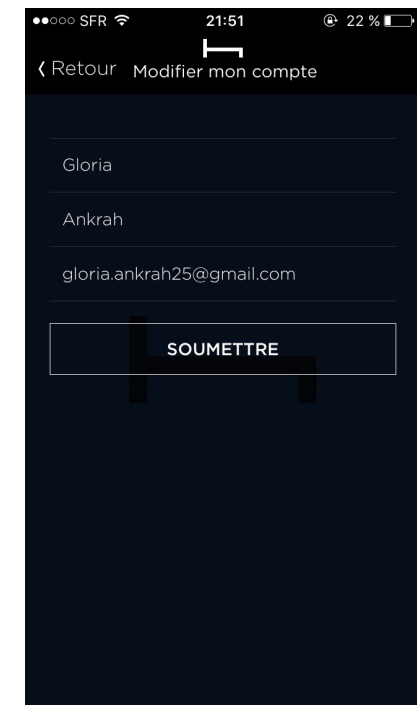 SFR 21:51 22 %
Retour Modifier mon compte
Gloria
Ankrah
gloria.ankrah25@gmail.com
SOUMETTRE